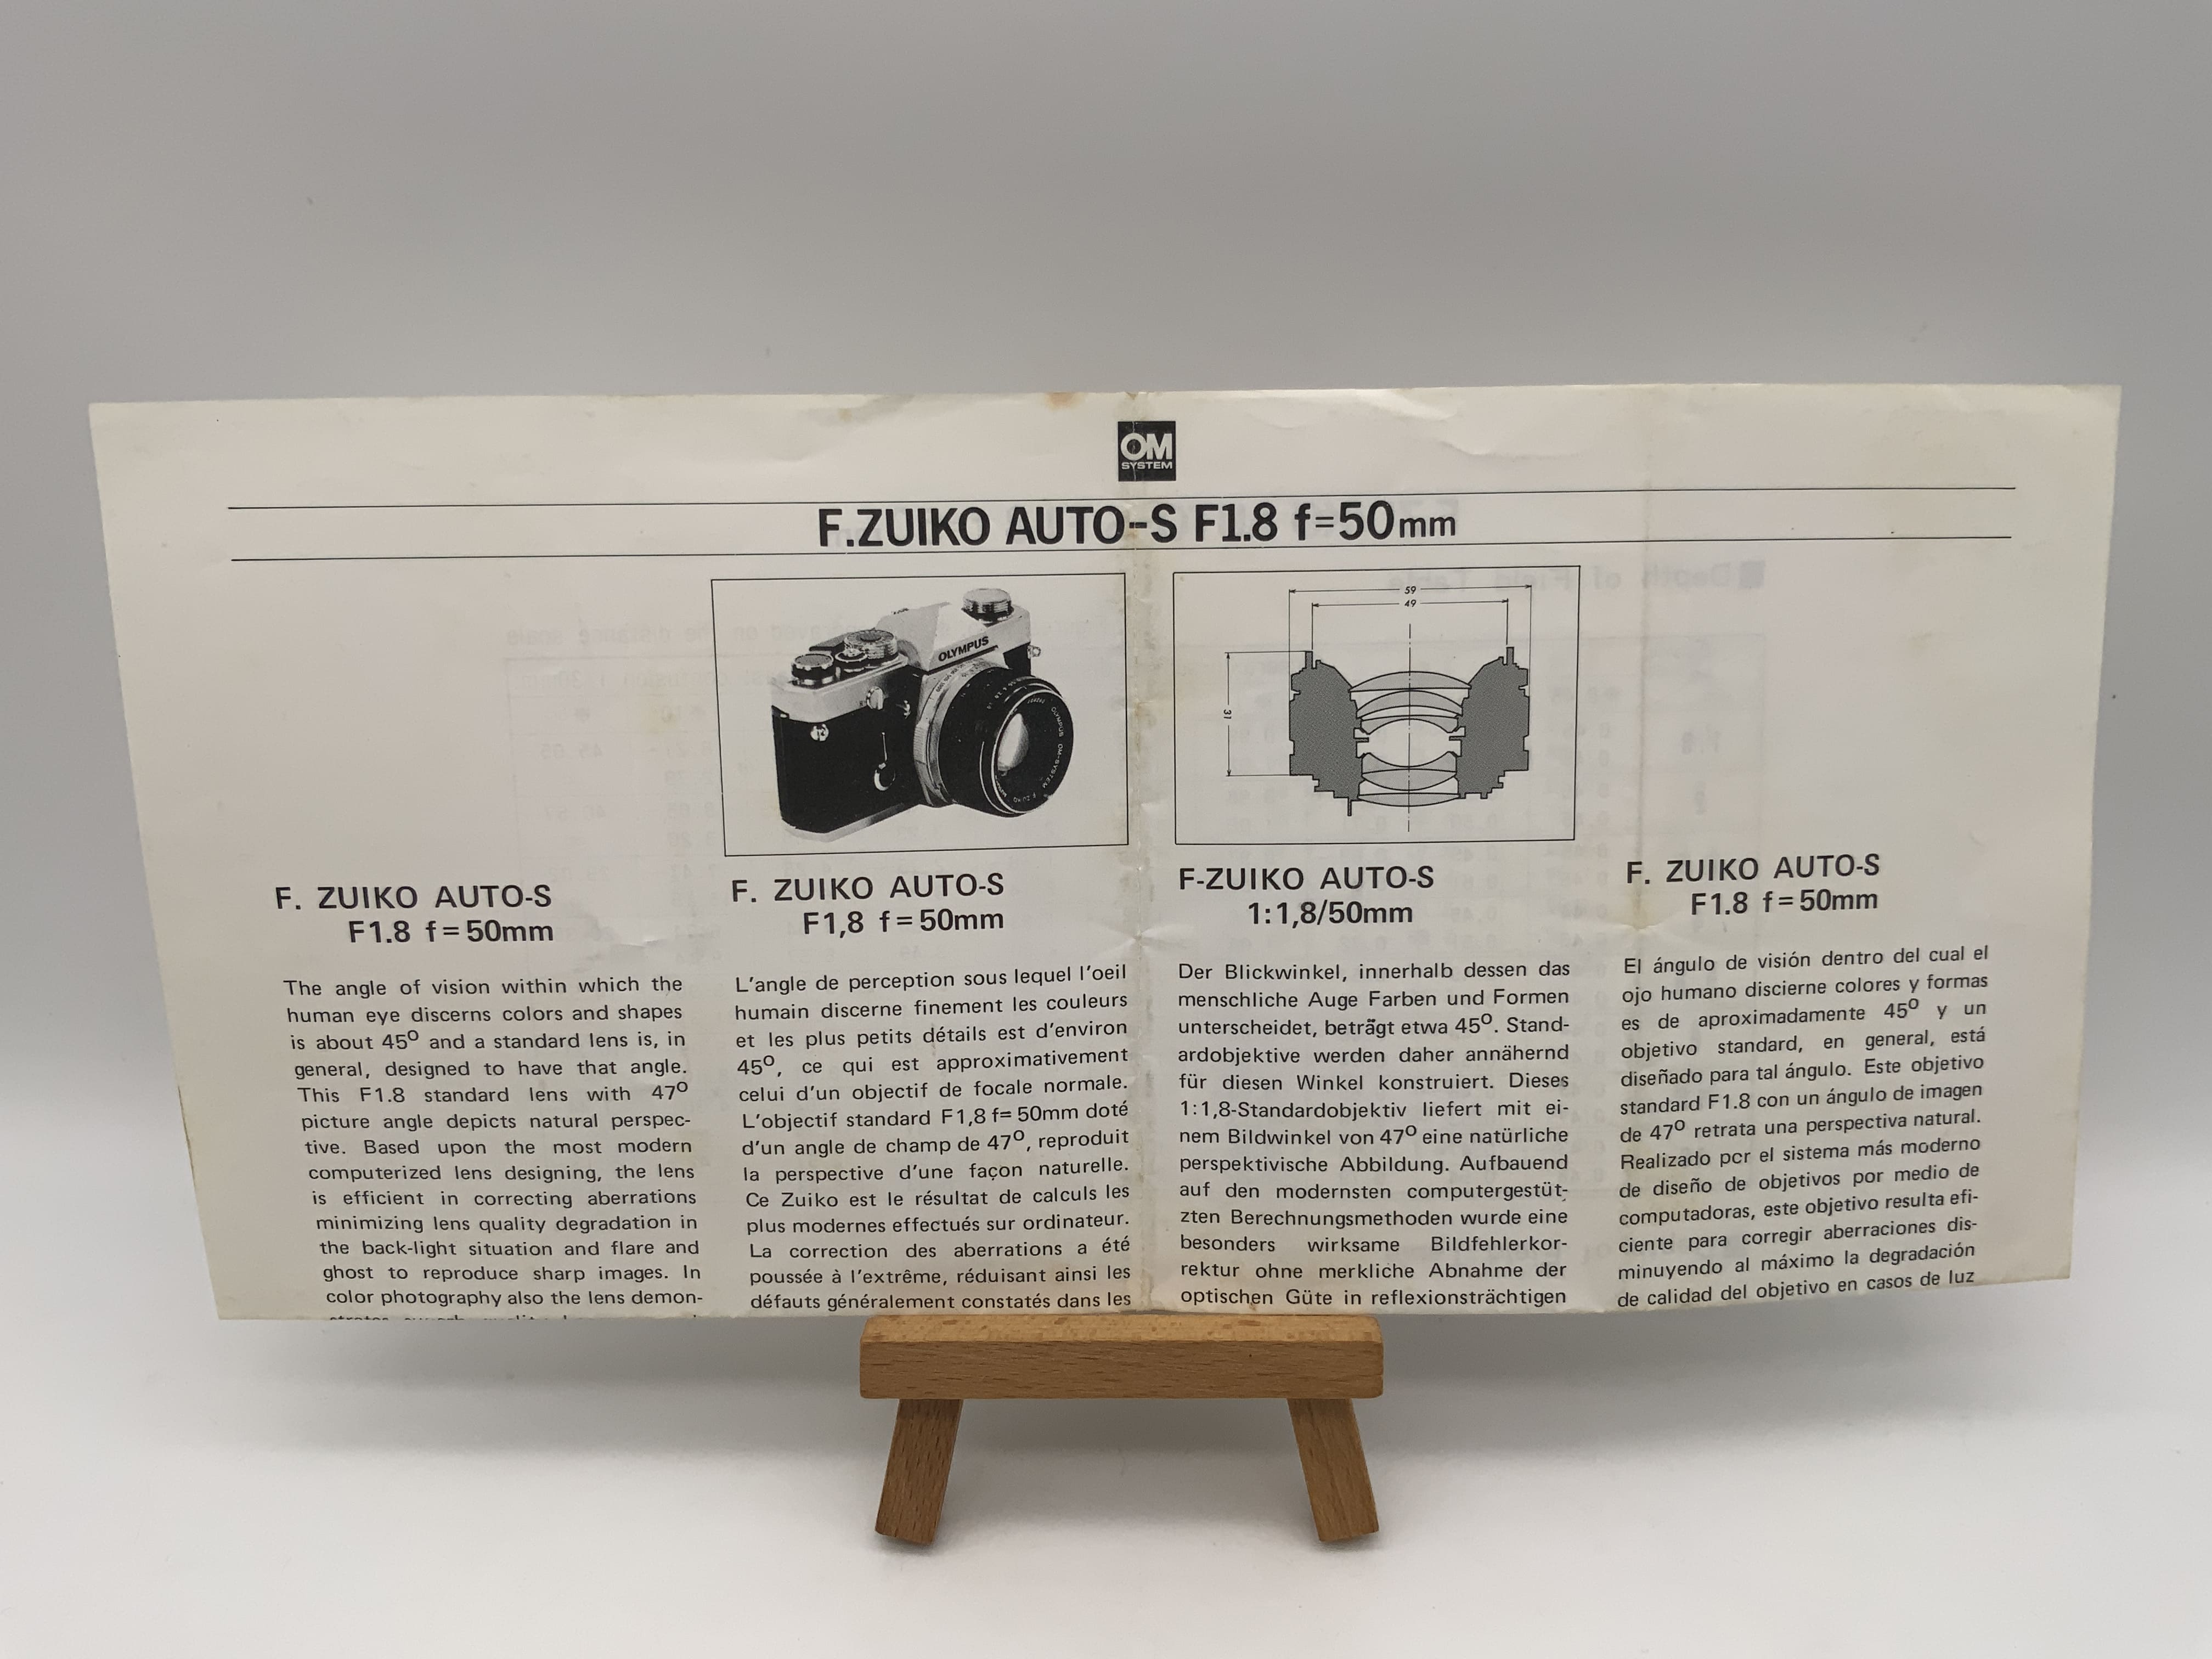 OM
SYSTEM
F.ZUIKO AUTO-S F1.8 f=50mm
OLYMPUS
59
49
31
F. ZUIKO AUTO-S
F1.8 f=50mm
The angle of vision within which the
human eye discerns colors and shapes
is about 45° and a standard lens is, in
general, designed to have that angle.
This F1.8 standard lens with 47°
picture angle depicts natural perspec-
tive. Based upon the most modern
computerized lens designing, the lens
is efficient in correcting aberrations
minimizing lens quality degradation in
the back-light situation and flare and
ghost to reproduce sharp images. In
color photography also the lens demon-
F. ZUIKO AUTO-S
F1,8 f=50mm
L'angle de perception sous lequel l'oeil
humain discerne finement les couleurs
et les plus petits détails est d'environ
45°, ce qui est approximativement
celui d'un objectif de focale normale.
L'objectif standard F1,8 f=50mm doté
d'un angle de champ de 47°, reproduit
la perspective d'une façon naturelle.
Ce Zuiko est le résultat de calculs les
plus modernes effectués sur ordinateur.
La correction des aberrations a été
poussée à l'extrême, réduisant ainsi les
défauts généralement constatés dans les
F-ZUIKO AUTO-S
1:1,8/50mm
Der Blickwinkel, innerhalb dessen das
menschliche Auge Farben und Formen
unterscheidet, beträgt etwa 45°. Stand-
ardobjektive werden daher annähernd
für diesen Winkel konstruiert. Dieses
1:1,8-Standardobjektiv liefert mit ei-
nem Bildwinkel von 47° eine natürliche
perspektivische Abbildung. Aufbauend
auf den modernsten computergestüt-
zten Berechnungsmethoden wurde eine
besonders wirksame Bildfehlerkor-
rektur ohne merkliche Abnahme der
optischen Güte in reflexionsträchtigen
F. ZUIKO AUTO-S
F1.8 f=50mm
El ángulo de visión dentro del cual el
ojo humano discierne colores y formas
es de aproximadamente 45° y un
objetivo standard, en general, está
diseñado para tal ángulo. Este objetivo
standard F1.8 con un ángulo de imagen
de 47° retrata una perspectiva natural.
Realizado por el sistema más moderno
de diseño de objetivos por medio de
computadoras, este objetivo resulta efi-
ciente para corregir aberraciones dis-
minuyendo al máximo la degradación
de calidad del objetivo en casos de luz